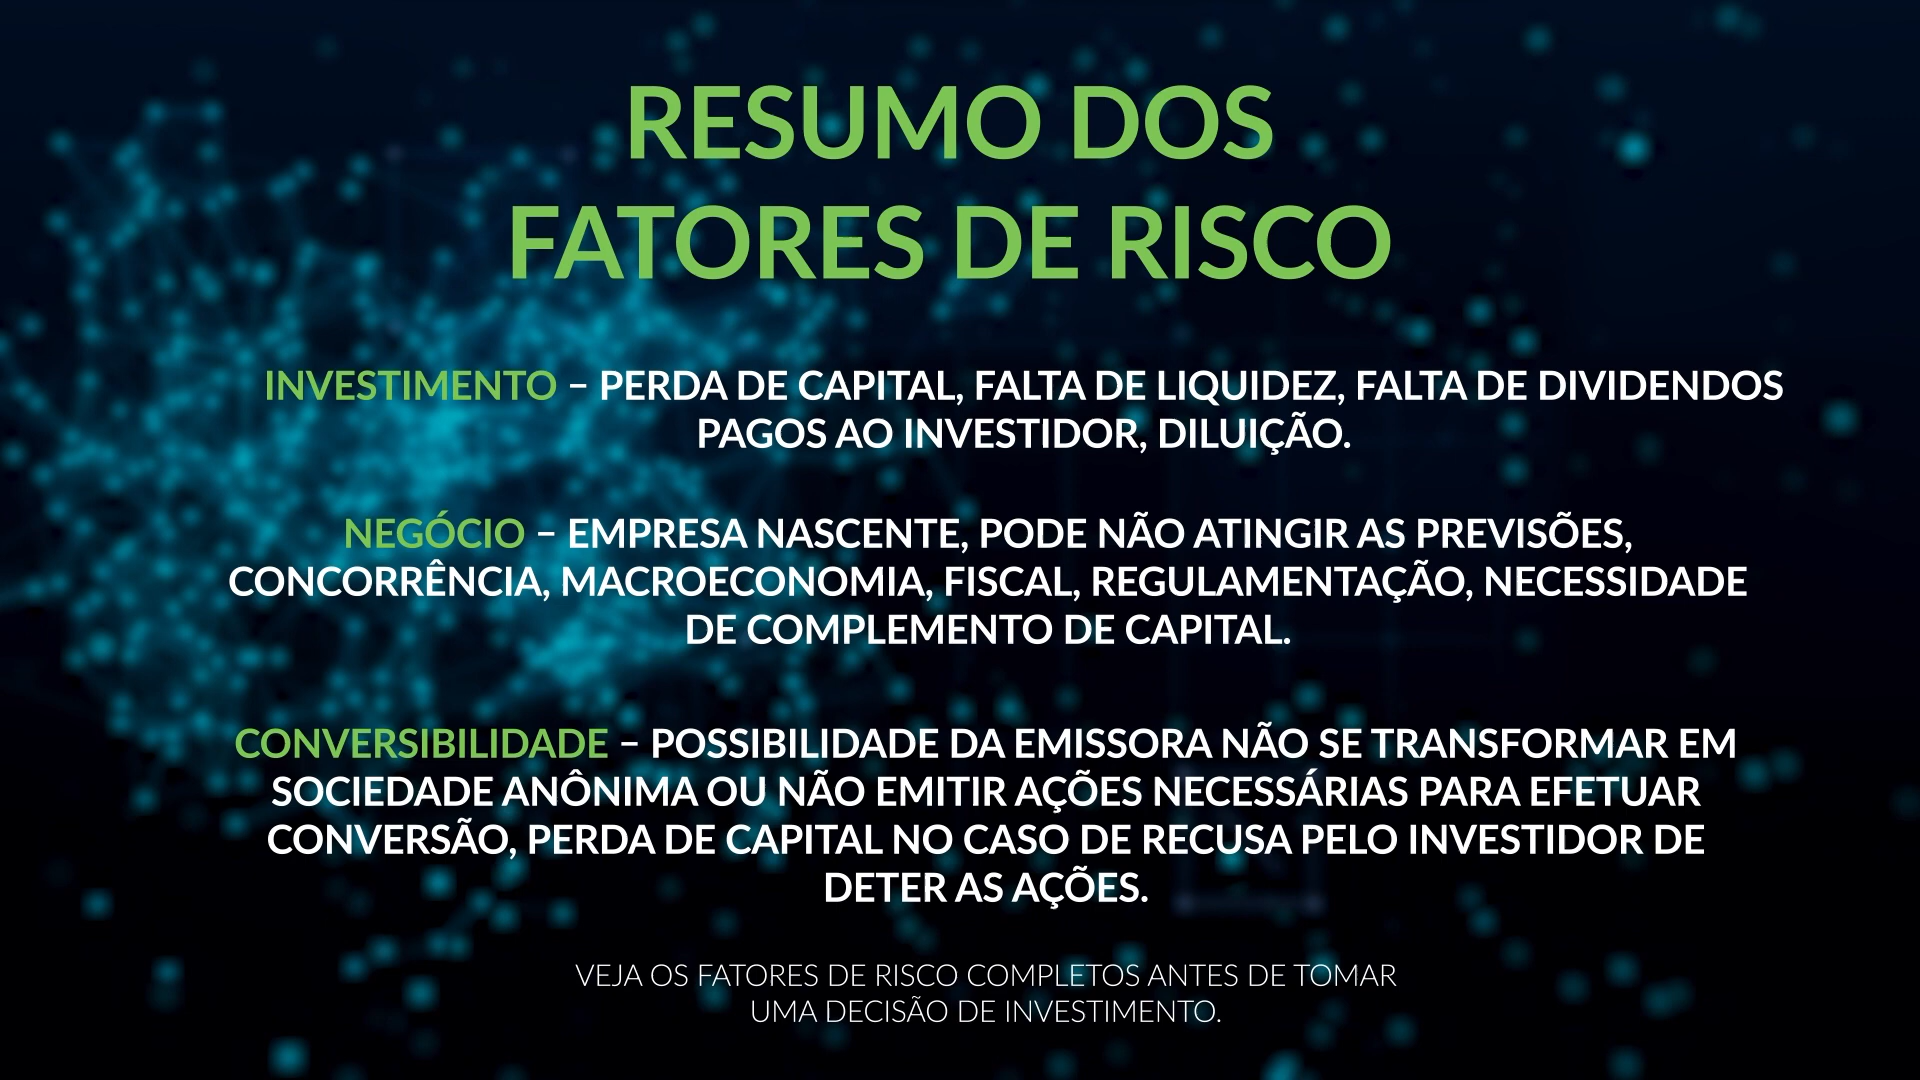 RESUMO DOS
FATORES DE RISCO
INVESTIMENTO – PERDA DE CAPITAL, FALTA DE LIQUIDEZ, FALTA DE DIVIDENDOS
PAGOS AO INVESTIDOR, DILUIÇÃO.
NEGÓCIO – EMPRESA NASCENTE, PODE NÃO ATINGIR AS PREVISÕES,
CONCORRÊNCIA, MACROECONOMIA, FISCAL, REGULAMENTAÇÃO, NECESSIDADE
DE COMPLEMENTO DE CAPITAL.
CONVERSIBILIDADE – POSSIBILIDADE DA EMISSORA NÃO SE TRANSFORMAR EM
SOCIEDADE ANÔNIMA OU NÃO EMITIR AÇÕES NECESSÁRIAS PARA EFETUAR
CONVERSÃO, PERDA DE CAPITAL NO CASO DE RECUSA PELO INVESTIDOR DE
DETER AS AÇÕES.
VEJA OS FATORES DE RISCO COMPLETOS ANTES DE TOMAR
UMA DECISÃO DE INVESTIMENTO.